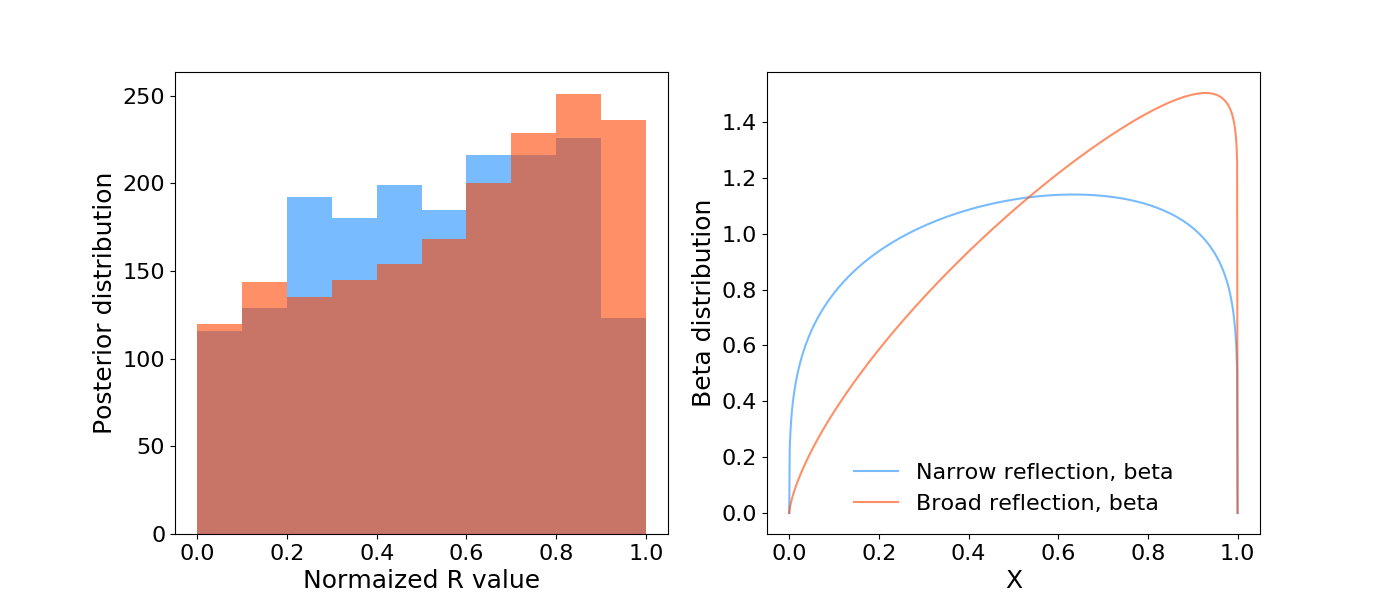 Posterior distribution
250
200
150
100
50
0
0.0 0.2 0.4 0.6 0.8 1.0
Normaized R value
Beta distribution
1.4
1.2
1.0
0.8
0.6
0.4
0.2
0.0
Narrow reflection, beta
Broad reflection, beta
0.0 0.2 0.4 0.6 0.8 1.0
X